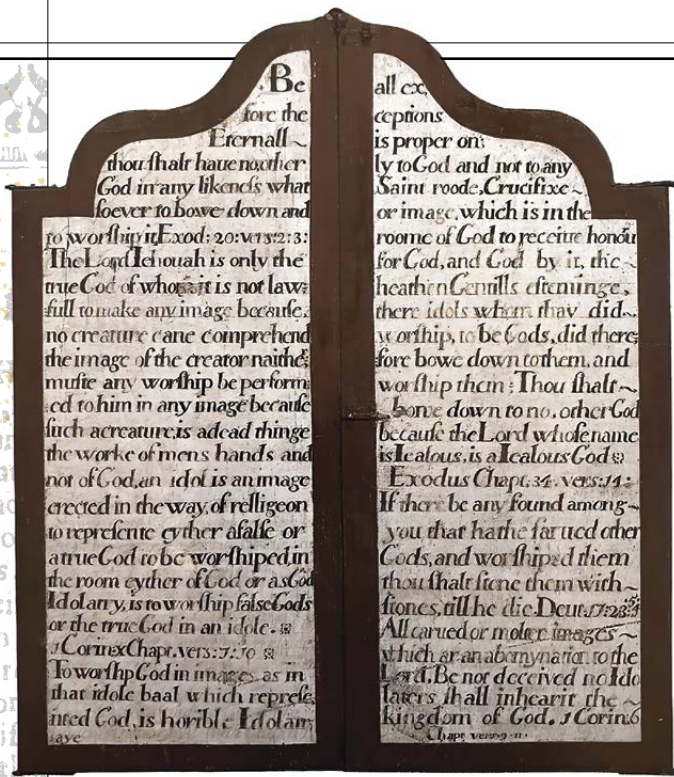 Be
fore the
Eternall ~
thou ſhalt haue no other
God in any likeneſs what
ſoever to bowe down and
to worſhip it Exod: 20: vers: 2: 3:
The Lord Iehouah is only the
true God of whom it is not law:
full to make any image becauſe.
no creature cane comprehend
the image of the creator naithe:
muſte any worſhip be perform:
ed to him in any image becauſe
ſuch a creature, is a dead thinge
the worke of mens hands and
not of God, an idol is an image
erected in the way, of relligeon
to repreſente eyther a falſe or
a true God to be worſhiped, in
the room eyther of God or as God
Idolatry, is to worſhip falſe Gods
or the true God in an idole.
1 Corinx Chapt. vers: 7: 10
To worſhp God in images, as in
that idole baal which repreſe:
nted God, is horible Idolatry
saye
all ex,
ceptions
is proper on:
ly to God and not to any
Saint roode, Crucifixe ~
or image, which is in the
roome of God to receiue honour
for God, and God by it, the ~
heathen Gentills eſteminge,
there idols whom thay did ~
worſhip, to be Gods, did there:
fore bowe down to them, and
worſhip them: Thou ſhalt ~
bowe down to no. other God
becauſe the Lord whoſe name
is Iealous, is a Iealous God
Exodus Chapt. 34. vers: 14:
If there be any found among ~
you that hathe ſarued other
Gods, and worſhiped them
thou ſhalt ſtone them with ~
ſtones, till he die. Deut. 17:
All carued or molten images ~
which ar an abomynation to the
Lord. Be not deceived no Ido
laters ſhall inhearit the ~
kingdom of God. 1 Corin: 6
Chapt vers. 9. 11.